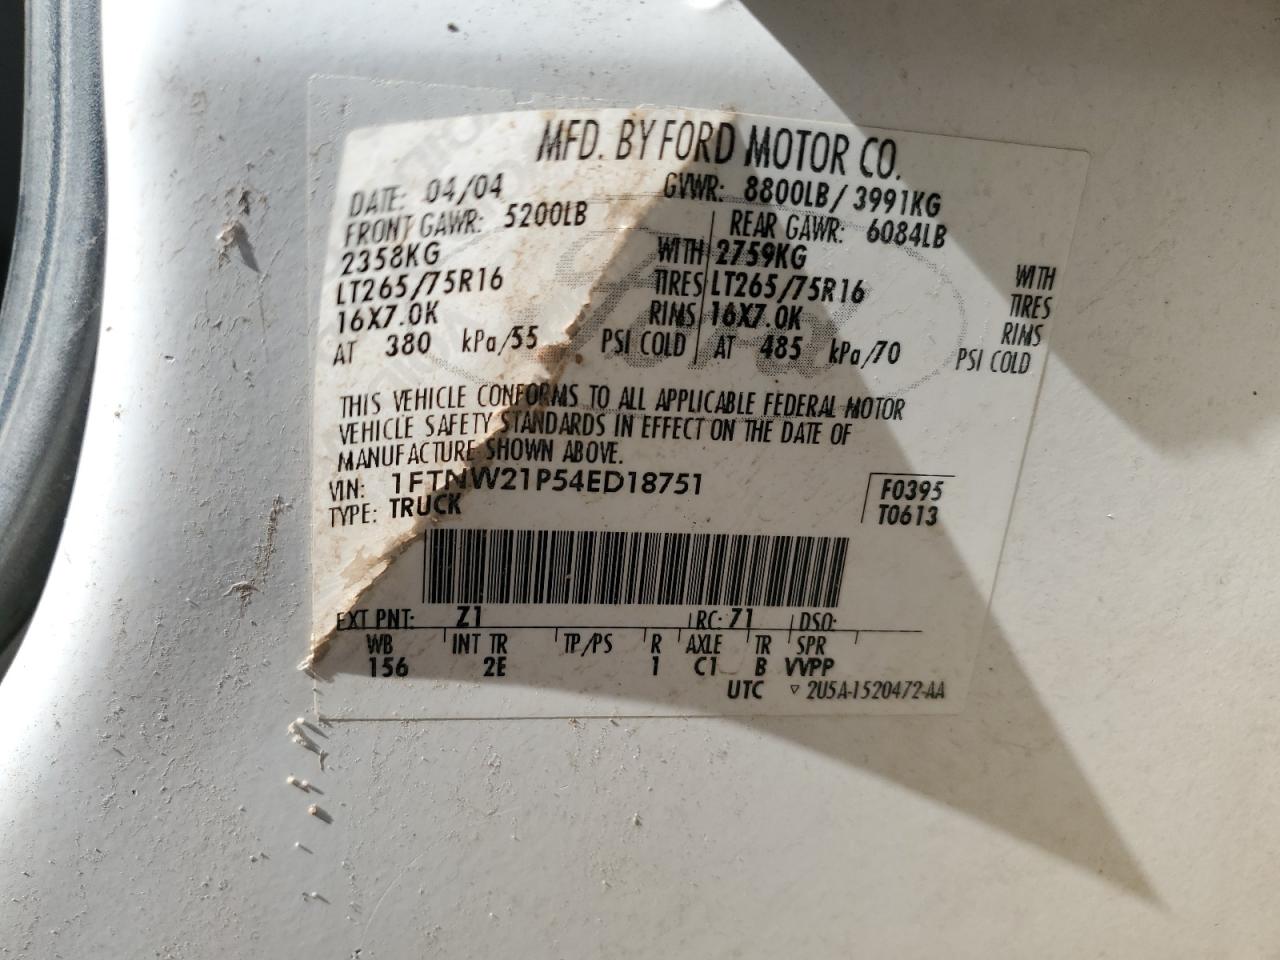 MFD. BY FORD MOTOR CO.
DATE: 04/04 GVWR: 8800LB/ 3991KG
FRONT GAWR: 5200LB REAR GAWR: 6084LB
2358KG WITH 2759KG WITH
LT265/75R16 TIRES LT265/75R16 TIRES
16X7.0K RIMS 16X7.0K RIMS
AT 380 kPa/55 PSI COLD AT 485 kPa/70 PSI COLD
THIS VEHICLE CONFORMS TO ALL APPLICABLE FEDERAL MOTOR
VEHICLE SAFETY STANDARDS IN EFFECT ON THE DATE OF
MANUFACTURE SHOWN ABOVE.
VIN: 1FTNW21P54ED18751 F0395
TYPE: TRUCK T0613
EXT PNT: Z1 RC: 71 DSO:
WB INT TR TP/PS R AXLE TR SPR
156 2E 1 C1 B VVPP
UTC ▽ 2U5A-1520472-AA